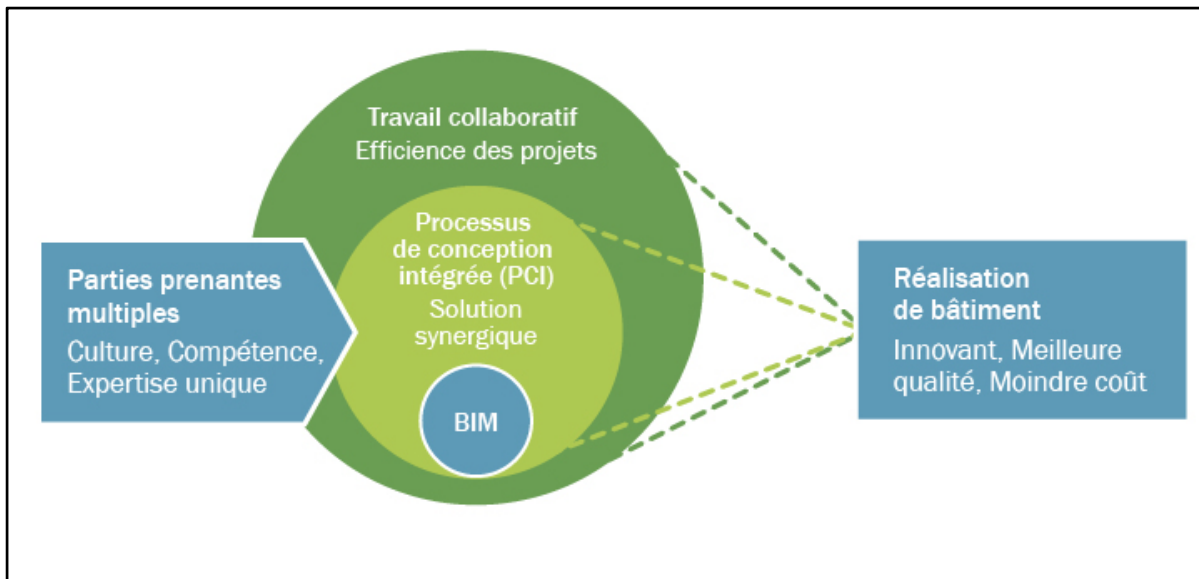 Travail collaboratif
Efficience des projets
Processus
de conception
intégrée (PCI)
Solution
synergique
BIM
Parties prenantes
multiples
Culture, Compétence,
Expertise unique
Réalisation
de bâtiment
Innovant, Meilleure
qualité, Moindre coût